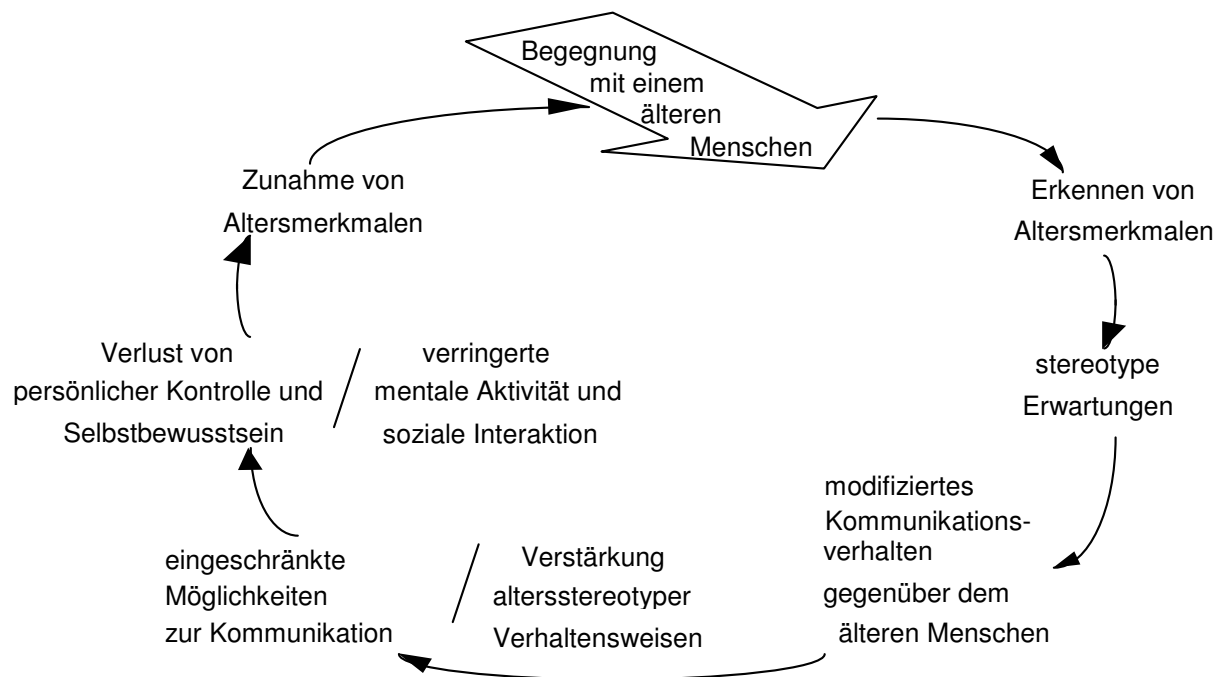 Begegnung
mit einem
älteren
Menschen
Erkennen von
Altersmerkmalen
stereotype
Erwartungen
modifiziertes
Kommunikations-
verhalten
gegenüber dem
älteren Menschen
Verstärkung
altersstereotyper
Verhaltensweisen
eingeschränkte
Möglichkeiten
zur Kommunikation
verringerte
mentale Aktivität und
soziale Interaktion
Verlust von
persönlicher Kontrolle und
Selbstbewusstsein
Zunahme von
Altersmerkmalen